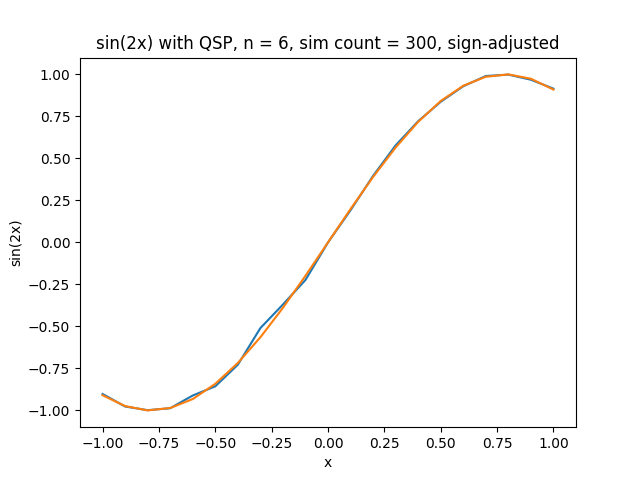 sin(2x) with QSP, n = 6, sim count = 300, sign-adjusted
1.00
0.75
0.50
0.25
0.00
−0.25
−0.50
−0.75
−1.00
sin(2x)
−1.00 −0.75 −0.50 −0.25 0.00 0.25 0.50 0.75 1.00
x